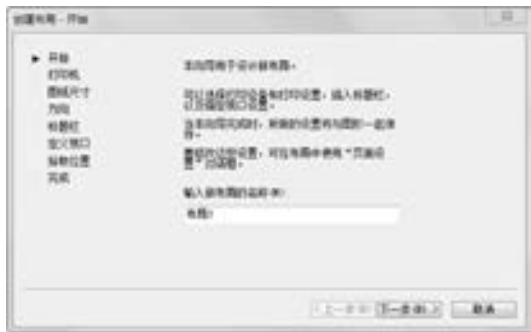 创建布局 - 开始
开始
打印机
图纸尺寸
方向
标题栏
定义视口
拾取位置
完成
本向导用于设计新布局。
可以选择打印设备和打印设置，插入标题栏，
以及指定视口设置。
当本向导完成时，所做的设置将与图形一起保
存。
要修改这些设置，可在布局中使用“页面设
置”对话框。
输入新布局的名称(M):
布局3
< 上一步(B)
下一步(N) >
取消